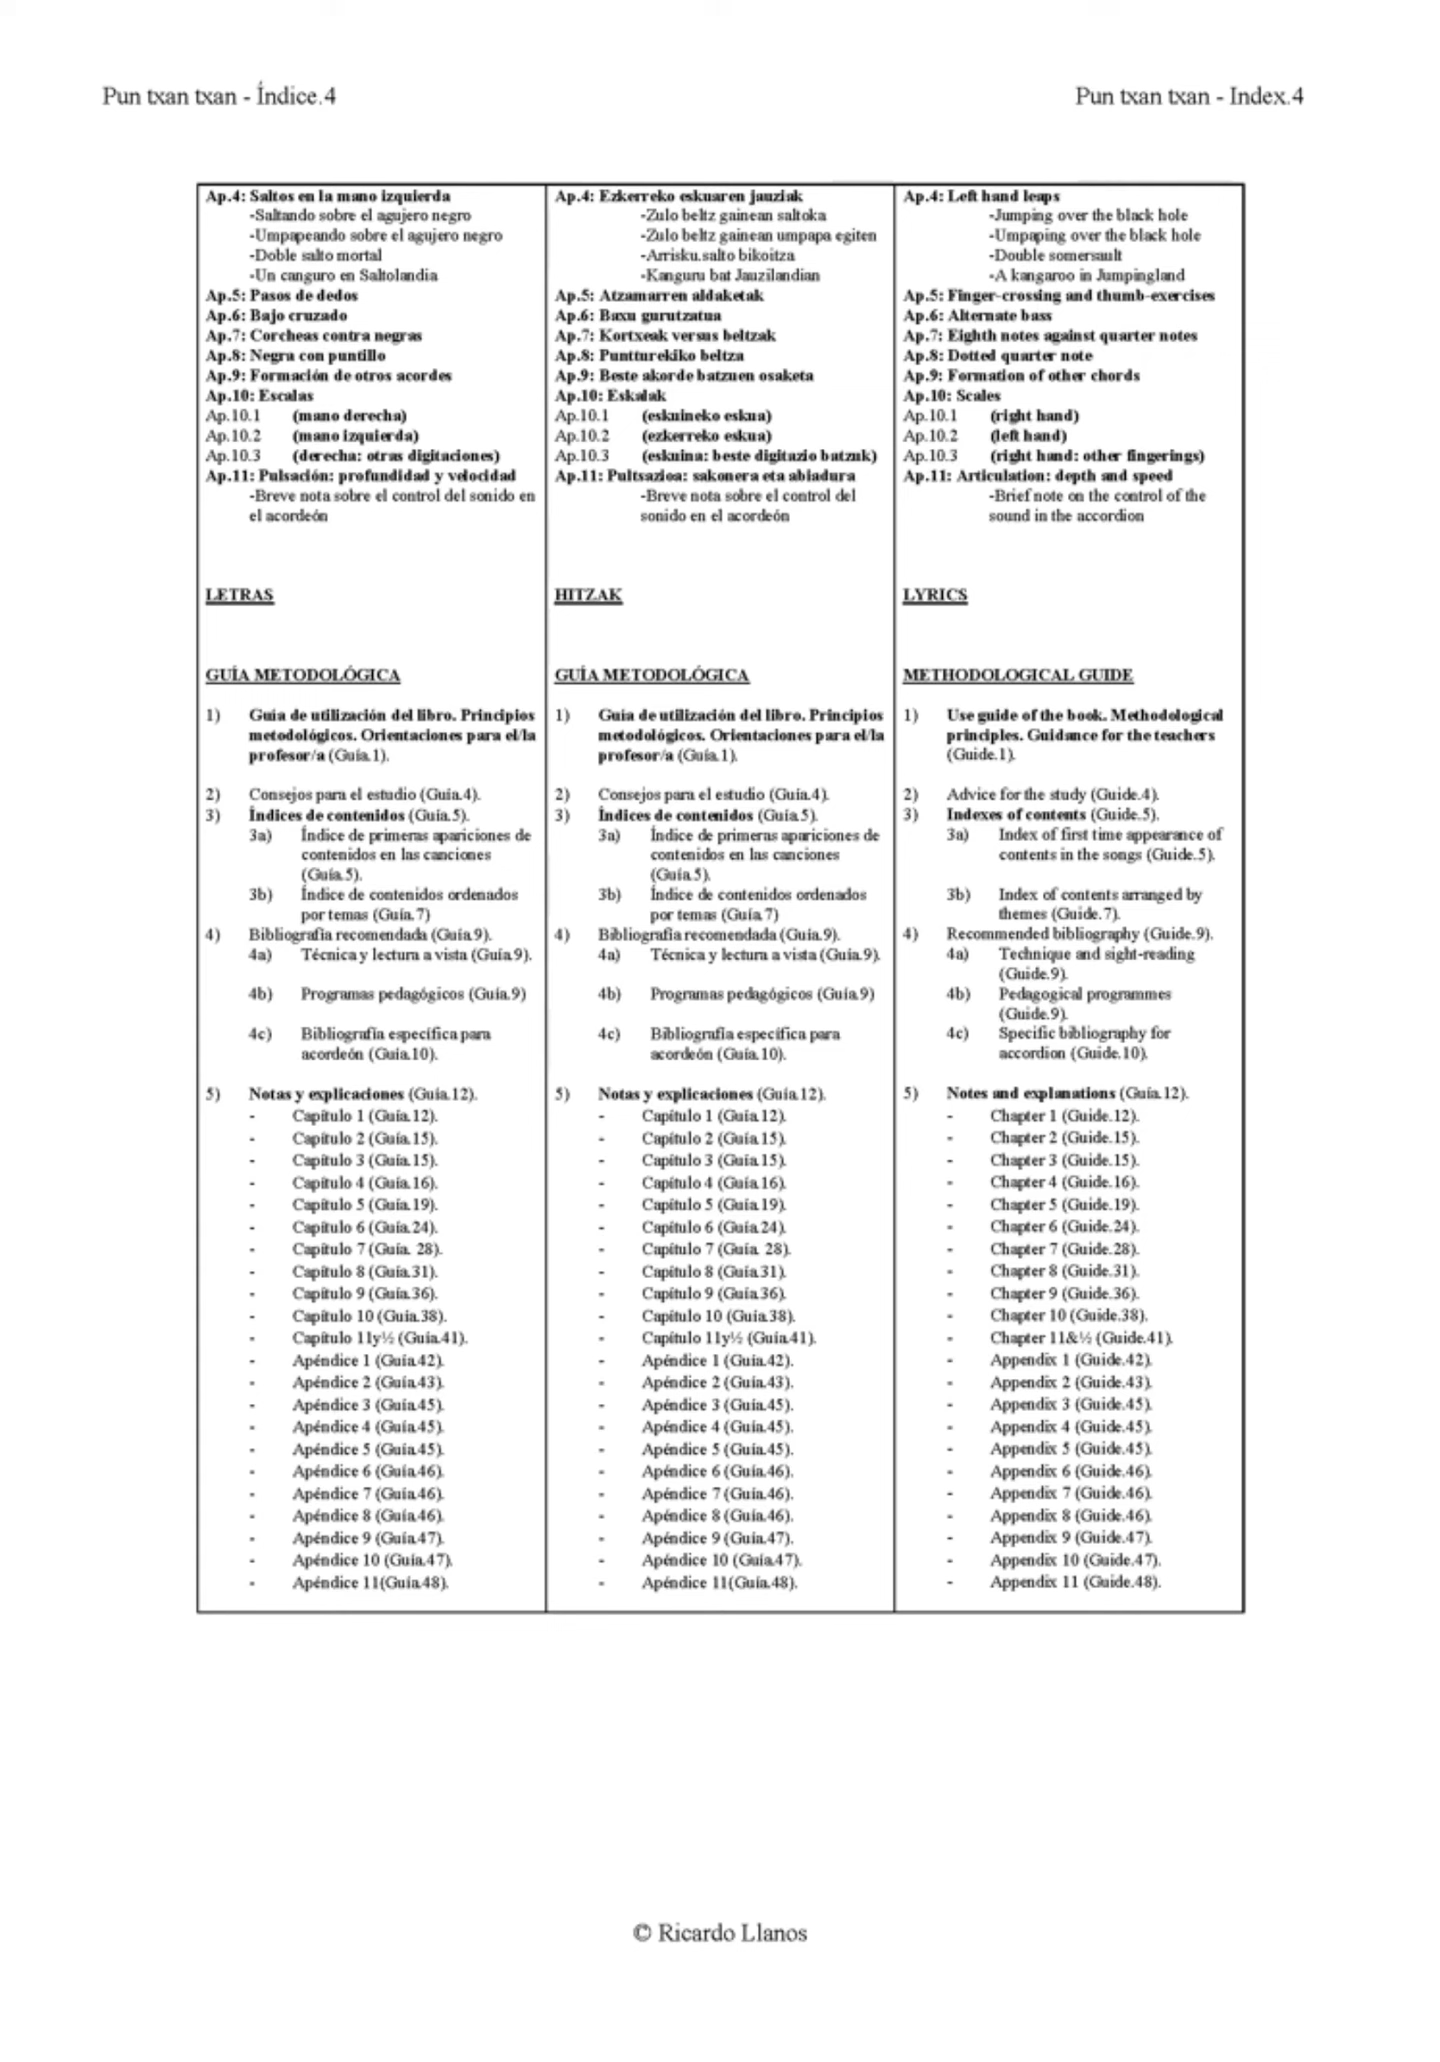 Pun txan txan - Índice.4
Pun txan txan - Index.4
Ap.4: Saltos en la mano izquierda
-Saltando sobre el agujero negro
-Umpapeando sobre el agujero negro
-Doble salto mortal
-Un canguro en Saltolandia
Ap.5: Pasos de dedos
Ap.6: Bajo cruzado
Ap.7: Corcheas contra negras
Ap.8: Negra con puntillo
Ap.9: Formación de otros acordes
Ap.10: Escalas
Ap.10.1 (mano derecha)
Ap.10.2 (mano izquierda)
Ap.10.3 (derecha: otras digitaciones)
Ap.11: Pulsación: profundidad y velocidad
-Breve nota sobre el control del sonido en
el acordeón
LETRAS
GUÍA METODOLÓGICA
1) Guía de utilización del libro. Principios
metodológicos. Orientaciones para el/la
profesor/a (Guía.1).
2) Consejos para el estudio (Guía.4).
3) Índices de contenidos (Guía.5).
3a) Índice de primeras apariciones de
contenidos en las canciones
(Guía.5).
3b) Índice de contenidos ordenados
por temas (Guía.7)
4) Bibliografía recomendada (Guía.9).
4a) Técnica y lectura a vista (Guía.9).
4b) Programas pedagógicos (Guía.9)
4c) Bibliografía específica para
acordeón (Guía.10).
5) Notas y explicaciones (Guía.12).
- Capítulo 1 (Guía.12).
- Capítulo 2 (Guía.15).
- Capítulo 3 (Guía.15).
- Capítulo 4 (Guía.16).
- Capítulo 5 (Guía.19).
- Capítulo 6 (Guía.24).
- Capítulo 7 (Guía. 28).
- Capítulo 8 (Guía.31).
- Capítulo 9 (Guía.36).
- Capítulo 10 (Guía.38).
- Capítulo 11y½ (Guía.41).
- Apéndice 1 (Guía.42).
- Apéndice 2 (Guía.43).
- Apéndice 3 (Guía.45).
- Apéndice 4 (Guía.45).
- Apéndice 5 (Guía.45).
- Apéndice 6 (Guía.46).
- Apéndice 7 (Guía.46).
- Apéndice 8 (Guía.46).
- Apéndice 9 (Guía.47).
- Apéndice 10 (Guía.47).
- Apéndice 11(Guía.48).
Ap.4: Ezkerreko eskuaren jauziak
-Zulo beltz gainean saltoka
-Zulo beltz gainean umpapa egiten
-Arrisku.salto bikoitza
-Kanguru bat Jauzilandian
Ap.5: Atzamarren aldaketak
Ap.6: Baxu gurutzatua
Ap.7: Kortxeak versus beltzak
Ap.8: Puntturekiko beltza
Ap.9: Beste akorde batzuen osaketa
Ap.10: Eskalak
Ap.10.1 (eskuineko eskua)
Ap.10.2 (ezkerreko eskua)
Ap.10.3 (eskuina: beste digitazio batzuk)
Ap.11: Pultsazioa: sakonera eta abiadura
-Breve nota sobre el control del
sonido en el acordeón
HITZAK
GUÍA METODOLÓGICA
1) Guía de utilización del libro. Principios
metodológicos. Orientaciones para el/la
profesor/a (Guía.1).
2) Consejos para el estudio (Guía.4).
3) Índices de contenidos (Guía.5).
3a) Índice de primeras apariciones de
contenidos en las canciones
(Guía.5).
3b) Índice de contenidos ordenados
por temas (Guía.7)
4) Bibliografía recomendada (Guía.9).
4a) Técnica y lectura a vista (Guía.9).
4b) Programas pedagógicos (Guía.9)
4c) Bibliografía específica para
acordeón (Guía.10).
5) Notas y explicaciones (Guía.12).
- Capítulo 1 (Guía.12).
- Capítulo 2 (Guía.15).
- Capítulo 3 (Guía.15).
- Capítulo 4 (Guía.16).
- Capítulo 5 (Guía.19).
- Capítulo 6 (Guía.24).
- Capítulo 7 (Guía. 28).
- Capítulo 8 (Guía.31).
- Capítulo 9 (Guía.36).
- Capítulo 10 (Guía.38).
- Capítulo 11y½ (Guía.41).
- Apéndice 1 (Guía.42).
- Apéndice 2 (Guía.43).
- Apéndice 3 (Guía.45).
- Apéndice 4 (Guía.45).
- Apéndice 5 (Guía.45).
- Apéndice 6 (Guía.46).
- Apéndice 7 (Guía.46).
- Apéndice 8 (Guía.46).
- Apéndice 9 (Guía.47).
- Apéndice 10 (Guía.47).
- Apéndice 11(Guía.48).
Ap.4: Left hand leaps
-Jumping over the black hole
-Umpaping over the black hole
-Double somersault
-A kangaroo in Jumpingland
Ap.5: Finger-crossing and thumb-exercises
Ap.6: Alternate bass
Ap.7: Eighth notes against quarter notes
Ap.8: Dotted quarter note
Ap.9: Formation of other chords
Ap.10: Scales
Ap.10.1 (right hand)
Ap.10.2 (left hand)
Ap.10.3 (right hand: other fingerings)
Ap.11: Articulation: depth and speed
-Brief note on the control of the
sound in the accordion
LYRICS
METHODOLOGICAL GUIDE
1) Use guide of the book. Methodological
principles. Guidance for the teachers
(Guide.1).
2) Advice for the study (Guide.4).
3) Indexes of contents (Guide.5).
3a) Index of first time appearance of
contents in the songs (Guide.5).
3b) Index of contents arranged by
themes (Guide.7).
4) Recommended bibliography (Guide.9).
4a) Technique and sight-reading
(Guide.9).
4b) Pedagogical programmes
(Guide.9).
4c) Specific bibliography for
accordion (Guide.10).
5) Notes and explanations (Guía.12).
- Chapter 1 (Guide.12).
- Chapter 2 (Guide.15).
- Chapter 3 (Guide.15).
- Chapter 4 (Guide.16).
- Chapter 5 (Guide.19).
- Chapter 6 (Guide.24).
- Chapter 7 (Guide.28).
- Chapter 8 (Guide.31).
- Chapter 9 (Guide.36).
- Chapter 10 (Guide.38).
- Chapter 11&½ (Guide.41).
- Appendix 1 (Guide.42).
- Appendix 2 (Guide.43).
- Appendix 3 (Guide.45).
- Appendix 4 (Guide.45).
- Appendix 5 (Guide.45).
- Appendix 6 (Guide.46).
- Appendix 7 (Guide.46).
- Appendix 8 (Guide.46).
- Appendix 9 (Guide.47).
- Appendix 10 (Guide.47).
- Appendix 11 (Guide.48).
© Ricardo Llanos